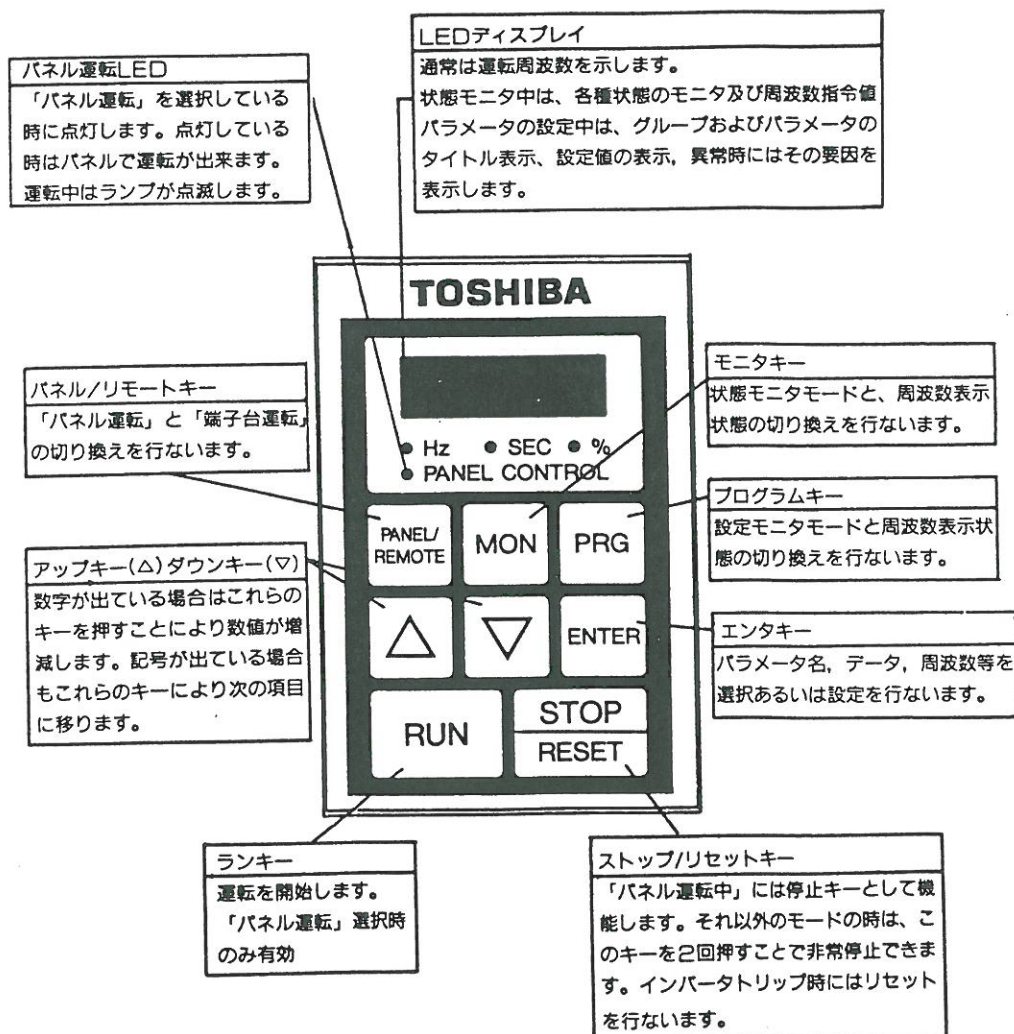 LEDディスプレイ
通常は運転周波数を示します。
状態モニタ中は、各種状態のモニタ及び周波数指令値
パラメータの設定中は、グループおよびパラメータの
タイトル表示、設定値の表示，異常時にはその要因を
表示します。
パネル運転LED
「パネル運転」を選択している
時に点灯します。点灯している
時はパネルで運転が出来ます。
運転中はランプが点滅します。
TOSHIBA
Hz SEC %
PANEL CONTROL
PANEL/
REMOTE
MON
PRG
△
▽
ENTER
RUN
STOP
RESET
パネル/リモートキー
「パネル運転」と「端子台運転」
の切り換えを行ないます。
アップキー(△)ダウンキー(▽)
数字が出ている場合はこれらの
キーを押すことにより数値が増
減します。記号が出ている場合
もこれらのキーにより次の項目
に移ります。
モニタキー
状態モニタモードと、周波数表示
状態の切り換えを行ないます。
プログラムキー
設定モニタモードと周波数表示状
態の切り換えを行ないます。
エンタキー
パラメータ名，データ，周波数等を
選択あるいは設定を行ないます。
ランキー
運転を開始します。
「パネル運転」選択時
のみ有効
ストップ/リセットキー
「パネル運転中」には停止キーとして機
能します。それ以外のモードの時は、こ
のキーを2回押すことで非常停止できま
す。インバータトリップ時にはリセット
を行ないます。